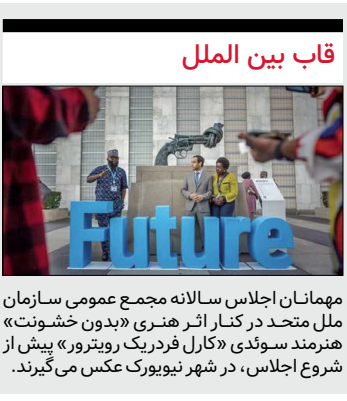 قاب بین الملل
Future
مهمانان اجلاس سالانه مجمع عمومی سازمان
ملل متحد در کنار اثر هنری «بدون خشونت»
هنرمند سوئدی «کارل فردریک رویترور» پیش از
شروع اجلاس، در شهر نیویورک عکس می‌گیرند.